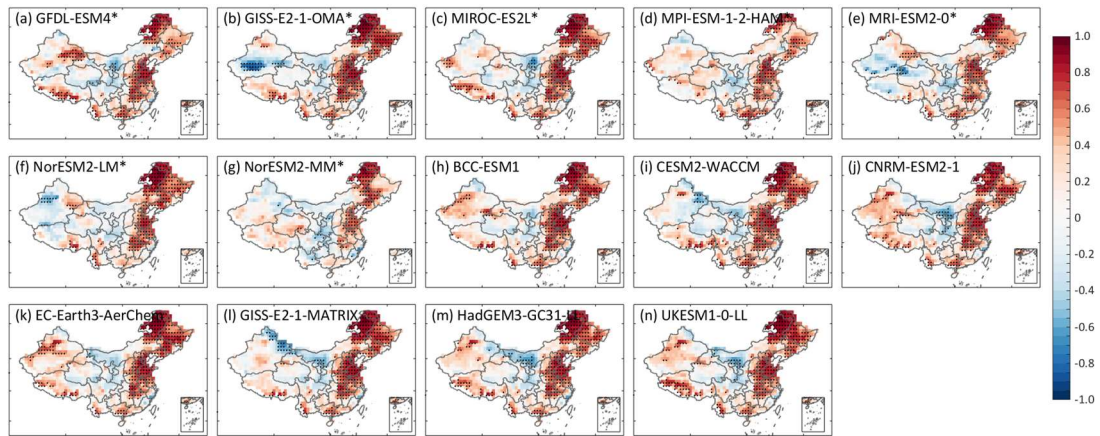 (a) GFDL-ESM4*
(b) GISS-E2-1-OMA*
(c) MIROC-ES2L*
(d) MPI-ESM-1-2-HAM*
(e) MRI-ESM2-0*
(f) NorESM2-LM*
(g) NorESM2-MM*
(h) BCC-ESM1
(i) CESM2-WACCM
(j) CNRM-ESM2-1
(k) EC-Earth3-AerChem
(l) GISS-E2-1-MATRIX
(m) HadGEM3-GC31-LL
(n) UKESM1-0-LL
1.0
0.8
0.6
0.4
0.2
0
-0.2
-0.4
-0.6
-0.8
-1.0